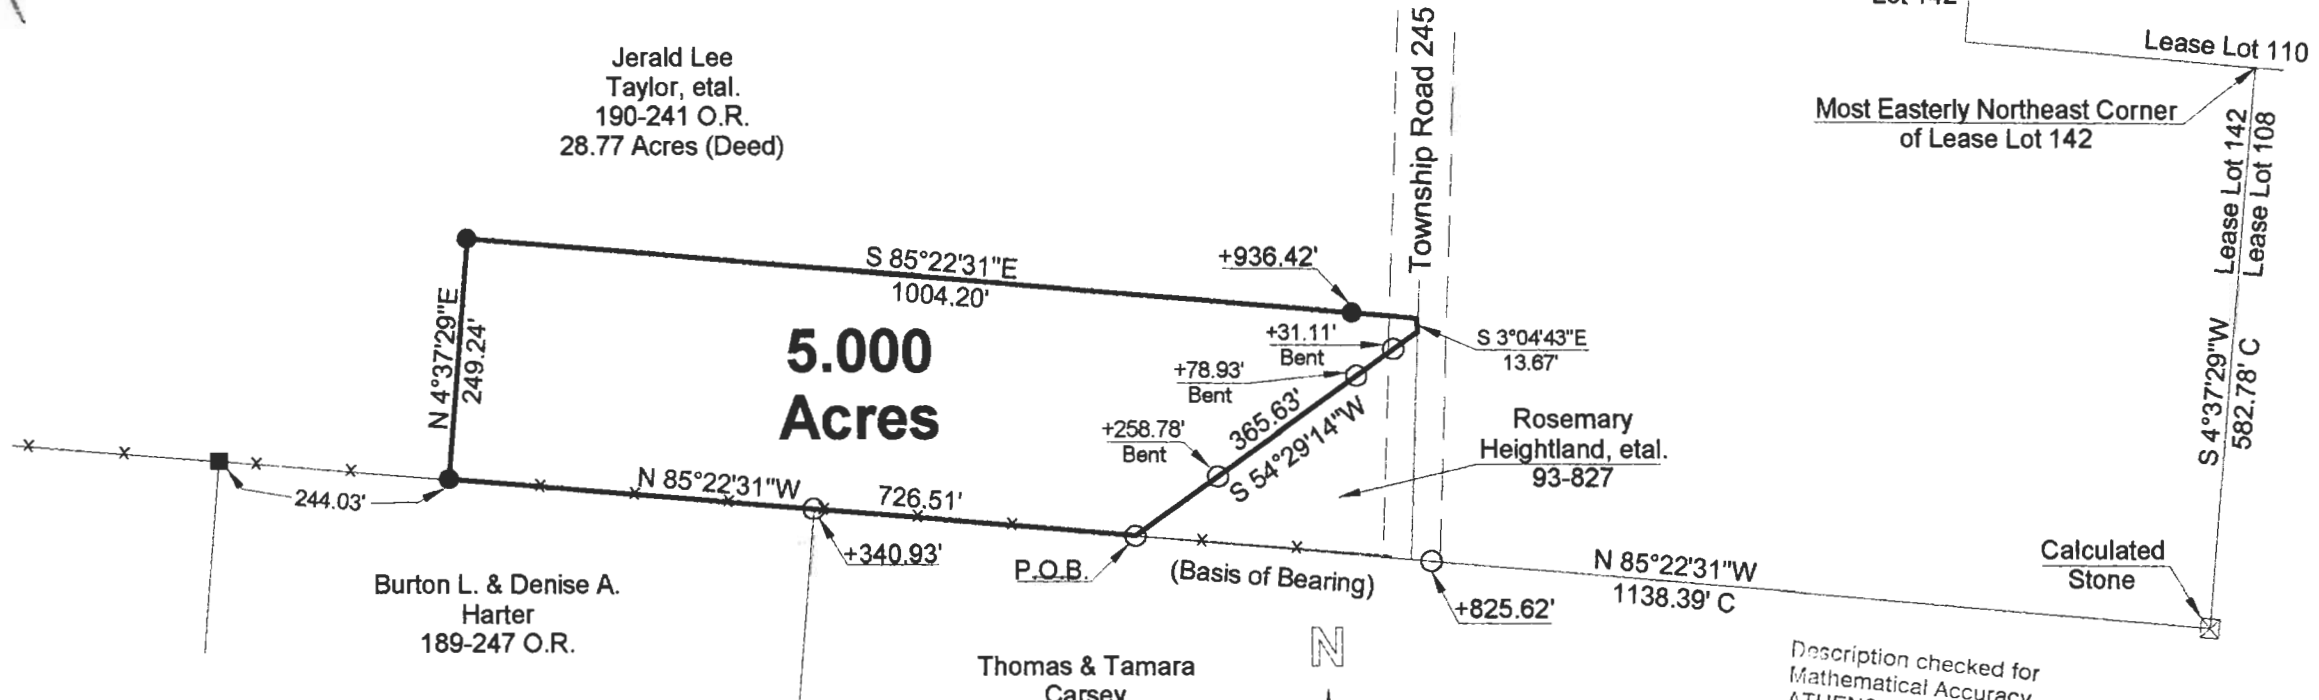 Lease Lot 110
Jerald Lee
Taylor, etal.
190-241 O.R.
28.77 Acres (Deed)
Township Road 245
Most Easterly Northeast Corner
of Lease Lot 142
Lease Lot 142
Lease Lot 108
S 85°22'31"E
1004.20'
+936.42'
N 4°37'29"E
249.24'
5.000
Acres
+31.11'
Bent
S 3°04'43"E
13.67'
+78.93'
Bent
365.63'
S 54°29'14"W
+258.78'
Bent
Rosemary
Heightland, etal.
93-827
S 4°37'29"W
582.78' C
244.03'
N 85°22'31"W
726.51'
+340.93'
P.O.B.
(Basis of Bearing)
N 85°22'31"W
1138.39' C
+825.62'
Calculated
Stone
Burton L. & Denise A.
Harter
189-247 O.R.
N
Thomas & Tamara
Carsey
Description checked for
Mathematical Accuracy